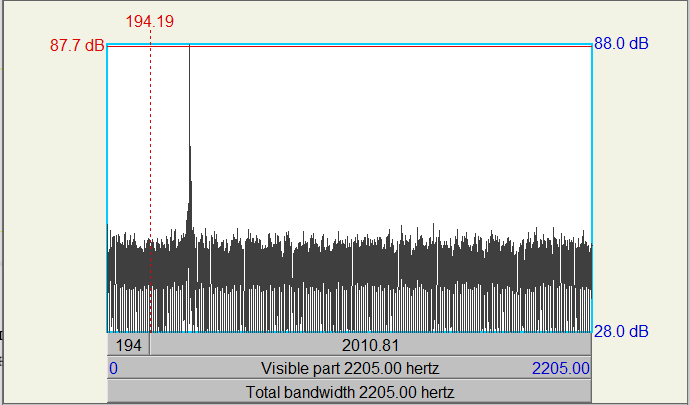 194.19
87.7 dB
88.0 dB
28.0 dB
194
2010.81
0
Visible part 2205.00 hertz
2205.00
Total bandwidth 2205.00 hertz